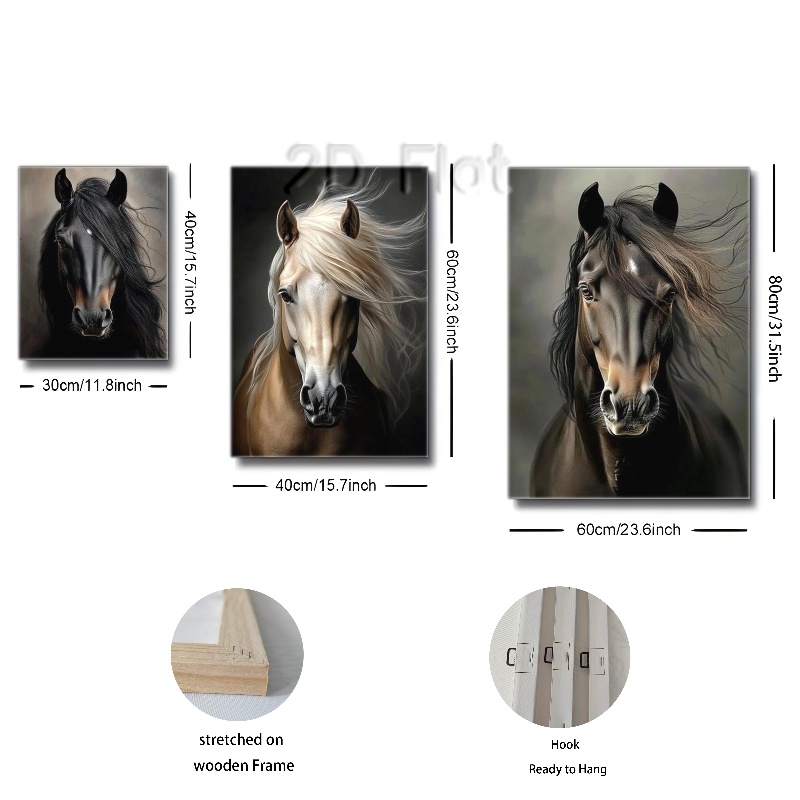 2D Flat
40cm/15.7inch
30cm/11.8inch
60cm/23.6inch
40cm/15.7inch
80cm/31.5inch
60cm/23.6inch
stretched on
wooden Frame
Hook
Ready to Hang